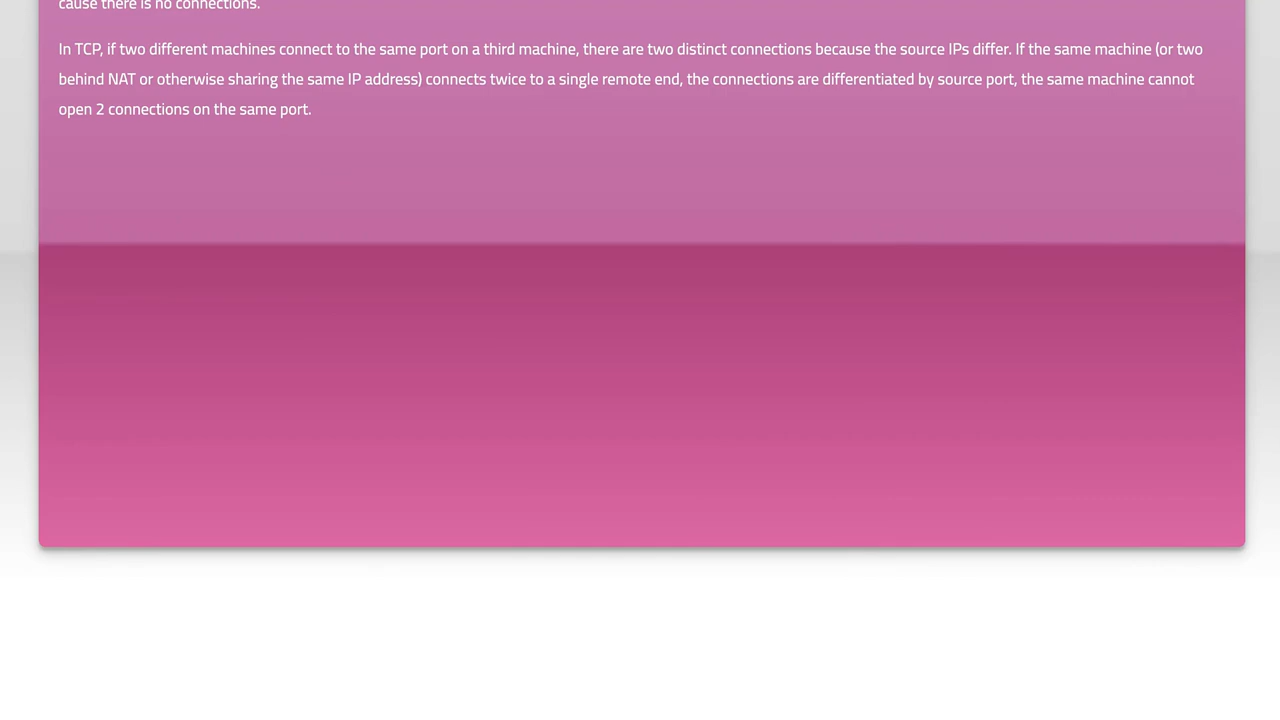 cause there is no connections.
In TCP, if two different machines connect to the same port on a third machine, there are two distinct connections because the source IPs differ. If the same machine (or two
behind NAT or otherwise sharing the same IP address) connects twice to a single remote end, the connections are differentiated by source port, the same machine cannot
open 2 connections on the same port.